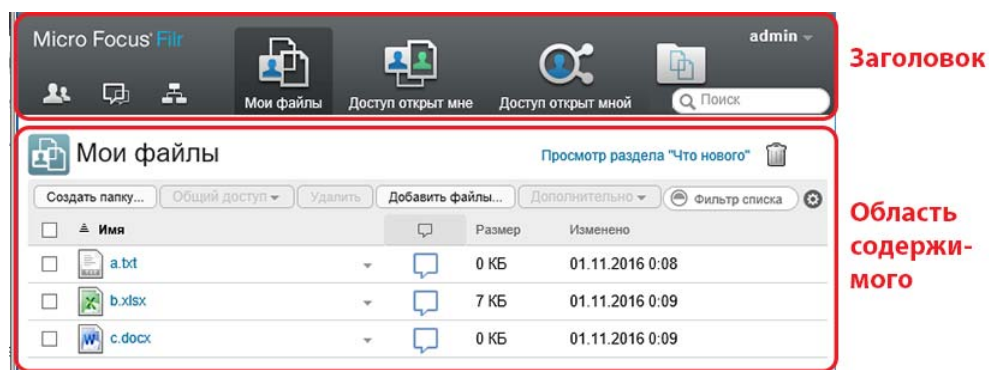 Micro Focus Filr
admin
Мои файлы
Доступ открыт мне
Доступ открыт мной
Поиск
Заголовок
Мои файлы
Просмотр раздела "Что нового"
Создать папку...
Общий доступ
Удалить
Добавить файлы...
Дополнительно
Фильтр списка
Имя
Размер
Изменено
a.txt
0 КБ
01.11.2016 0:08
b.xlsx
7 КБ
01.11.2016 0:09
c.docx
0 КБ
01.11.2016 0:09
Область
содержи-
мого